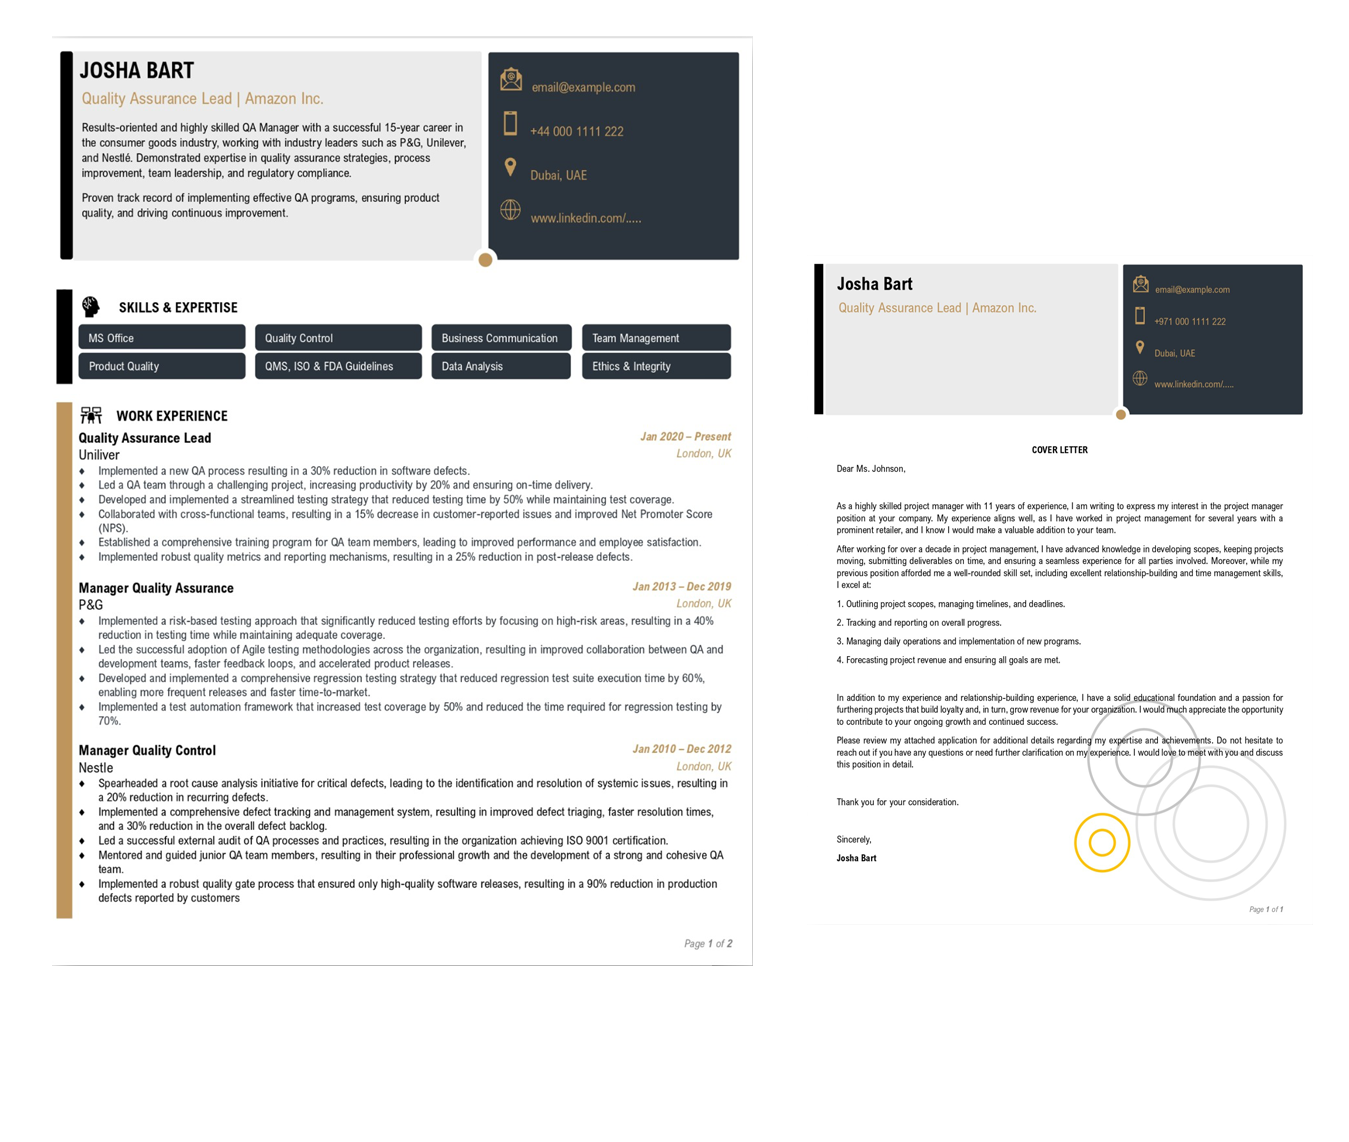 JOSHA BART
Quality Assurance Lead | Amazon Inc.
Results-oriented and highly skilled QA Manager with a successful 15-year career in
the consumer goods industry, working with industry leaders such as P&G, Unilever,
and Nestlé. Demonstrated expertise in quality assurance strategies, process
improvement, team leadership, and regulatory compliance.
Proven track record of implementing effective QA programs, ensuring product
quality, and driving continuous improvement.
email@example.com
+44 000 1111 222
Dubai, UAE
www.linkedin.com/.....
SKILLS & EXPERTISE
MS Office
Quality Control
Business Communication
Team Management
Product Quality
QMS, ISO & FDA Guidelines
Data Analysis
Ethics & Integrity
WORK EXPERIENCE
Quality Assurance Lead
Jan 2020 – Present
Uniliver
London, UK
♦ Implemented a new QA process resulting in a 30% reduction in software defects.
♦ Led a QA team through a challenging project, increasing productivity by 20% and ensuring on-time delivery.
♦ Developed and implemented a streamlined testing strategy that reduced testing time by 50% while maintaining test coverage.
♦ Collaborated with cross-functional teams, resulting in a 15% decrease in customer-reported issues and improved Net Promoter Score
(NPS).
♦ Established a comprehensive training program for QA team members, leading to improved performance and employee satisfaction.
♦ Implemented robust quality metrics and reporting mechanisms, resulting in a 25% reduction in post-release defects.
Manager Quality Assurance
Jan 2013 – Dec 2019
P&G
London, UK
♦ Implemented a risk-based testing approach that significantly reduced testing efforts by focusing on high-risk areas, resulting in a 40%
reduction in testing time while maintaining adequate coverage.
♦ Led the successful adoption of Agile testing methodologies across the organization, resulting in improved collaboration between QA and
development teams, faster feedback loops, and accelerated product releases.
♦ Developed and implemented a comprehensive regression testing strategy that reduced regression test suite execution time by 60%,
enabling more frequent releases and faster time-to-market.
♦ Implemented a test automation framework that increased test coverage by 50% and reduced the time required for regression testing by
70%.
Manager Quality Control
Jan 2010 – Dec 2012
Nestle
London, UK
♦ Spearheaded a root cause analysis initiative for critical defects, leading to the identification and resolution of systemic issues, resulting in
a 20% reduction in recurring defects.
♦ Implemented a comprehensive defect tracking and management system, resulting in improved defect triaging, faster resolution times,
and a 30% reduction in the overall defect backlog.
♦ Led a successful external audit of QA processes and practices, resulting in the organization achieving ISO 9001 certification.
♦ Mentored and guided junior QA team members, resulting in their professional growth and the development of a strong and cohesive QA
team.
♦ Implemented a robust quality gate process that ensured only high-quality software releases, resulting in a 90% reduction in production
defects reported by customers
Page 1 of 2
Josha Bart
Quality Assurance Lead | Amazon Inc.
email@example.com
+971 000 1111 222
Dubai, UAE
www.linkedin.com/.....
COVER LETTER
Dear Ms. Johnson,
As a highly skilled project manager with 11 years of experience, I am writing to express my interest in the project manager
position at your company. My experience aligns well, as I have worked in project management for several years with a
prominent retailer, and I know I would make a valuable addition to your team.
After working for over a decade in project management, I have advanced knowledge in developing scopes, keeping projects
moving, submitting deliverables on time, and ensuring a seamless experience for all parties involved. Moreover, while my
previous position afforded me a well-rounded skill set, including excellent relationship-building and time management skills,
I excel at:
1. Outlining project scopes, managing timelines, and deadlines.
2. Tracking and reporting on overall progress.
3. Managing daily operations and implementation of new programs.
4. Forecasting project revenue and ensuring all goals are met.
In addition to my experience and relationship-building experience, I have a solid educational foundation and a passion for
furthering projects that build loyalty and, in turn, grow revenue for your organization. I would much appreciate the opportunity
to contribute to your ongoing growth and continued success.
Please review my attached application for additional details regarding my expertise and achievements. Do not hesitate to
reach out if you have any questions or need further clarification on my experience. I would love to meet with you and discuss
this position in detail.
Thank you for your consideration.
Sincerely,
Josha Bart
Page 1 of 1